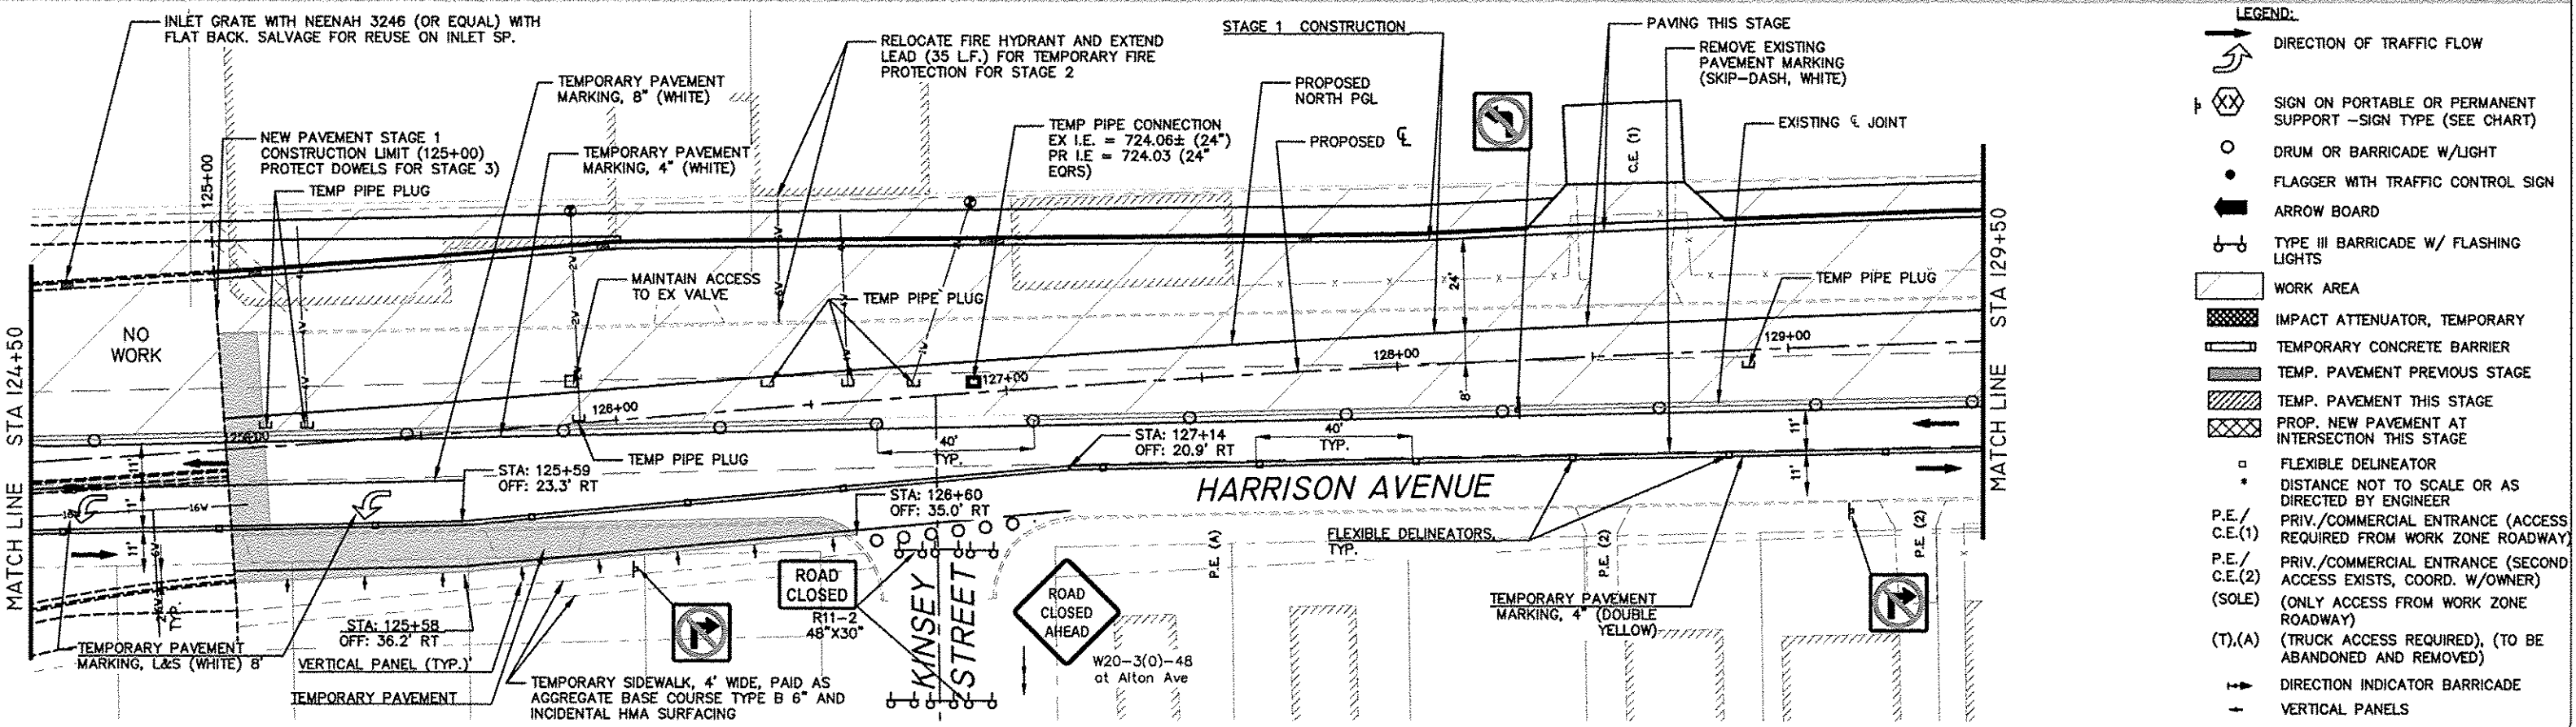 INLET GRATE WITH NEENAH 3246 (OR EQUAL) WITH
FLAT BACK. SALVAGE FOR REUSE ON INLET SP.
NEW PAVEMENT STAGE 1
CONSTRUCTION LIMIT (125+00)
PROTECT DOWELS FOR STAGE 3)
TEMP PIPE PLUG
125+00
TEMPORARY PAVEMENT
MARKING, 8" (WHITE)
TEMPORARY PAVEMENT
MARKING, 4" (WHITE)
RELOCATE FIRE HYDRANT AND EXTEND
LEAD (35 L.F.) FOR TEMPORARY FIRE
PROTECTION FOR STAGE 2
TEMP PIPE CONNECTION
EX I.E. = 724.06± (24")
PR I.E = 724.03 (24"
EQRS)
STAGE 1 CONSTRUCTION
PROPOSED
NORTH PGL
PROPOSED ℄
PAVING THIS STAGE
REMOVE EXISTING
PAVEMENT MARKING
(SKIP-DASH, WHITE)
EXISTING ℄ JOINT
C.E. (1)
MAINTAIN ACCESS
TO EX VALVE
TEMP PIPE PLUG
TEMP PIPE PLUG
24'
8'
NO
WORK
126+00
127+00
128+00
129+00
TEMP PIPE PLUG
40'
TYP.
40'
TYP.
STA: 127+14
OFF: 20.9' RT
STA: 125+59
OFF: 23.3' RT
STA: 126+60
OFF: 35.0' RT
HARRISON AVENUE
11'
11'
11'
11'
16W
MATCH LINE STA 124+50
MATCH LINE STA 129+50
FLEXIBLE DELINEATORS,
TYP.
P.E. (A)
P.E. (2)
P.E. (2)
TEMPORARY PAVEMENT
MARKING, 4" (DOUBLE
YELLOW)
ROAD
CLOSED
R11-2
48"X30"
KINSEY
STREET
ROAD
CLOSED
AHEAD
W20-3(O)-48
at Alton Ave
TYP.
STA: 125+58
OFF: 36.2' RT
TEMPORARY PAVEMENT
MARKING, L&S (WHITE) 8'
VERTICAL PANEL (TYP.)
TEMPORARY PAVEMENT
TEMPORARY SIDEWALK, 4' WIDE, PAID AS
AGGREGATE BASE COURSE TYPE B 6" AND
INCIDENTAL HMA SURFACING
LEGEND:
DIRECTION OF TRAFFIC FLOW
XX
SIGN ON PORTABLE OR PERMANENT
SUPPORT -SIGN TYPE (SEE CHART)
DRUM OR BARRICADE W/LIGHT
FLAGGER WITH TRAFFIC CONTROL SIGN
ARROW BOARD
TYPE III BARRICADE W/ FLASHING
LIGHTS
WORK AREA
IMPACT ATTENUATOR, TEMPORARY
TEMPORARY CONCRETE BARRIER
TEMP. PAVEMENT PREVIOUS STAGE
TEMP. PAVEMENT THIS STAGE
PROP. NEW PAVEMENT AT
INTERSECTION THIS STAGE
FLEXIBLE DELINEATOR
* DISTANCE NOT TO SCALE OR AS
DIRECTED BY ENGINEER
P.E./ PRIV./COMMERCIAL ENTRANCE (ACCESS
C.E.(1) REQUIRED FROM WORK ZONE ROADWAY)
P.E./ PRIV./COMMERCIAL ENTRANCE (SECOND
C.E.(2) ACCESS EXISTS, COORD. W/OWNER)
(SOLE) (ONLY ACCESS FROM WORK ZONE
ROADWAY)
(T),(A) (TRUCK ACCESS REQUIRED), (TO BE
ABANDONED AND REMOVED)
DIRECTION INDICATOR BARRICADE
VERTICAL PANELS